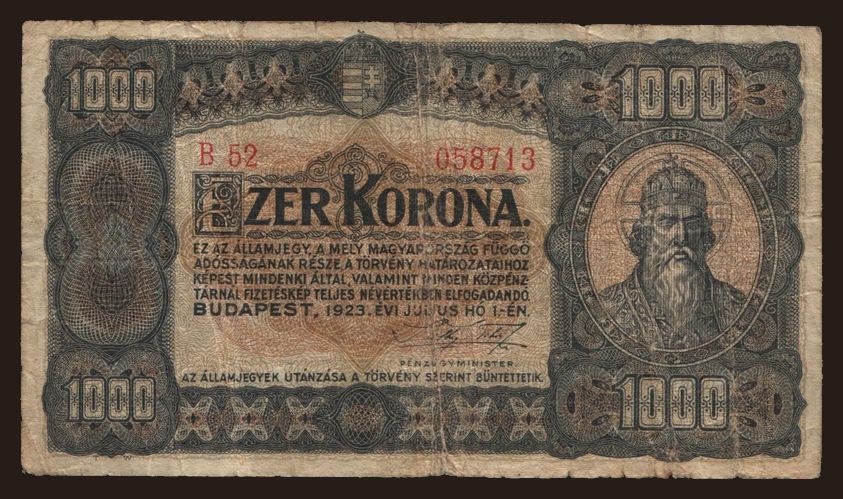 1000 1000
B 52 058713
EZER KORONA.
EZ AZ ÁLLAMJEGY, A MELY MAGYARORSZÁG FÜGGŐ
ADÓSSÁGÁNAK RÉSZE, A TÖRVÉNY HATÁROZATAIHOZ
KÉPEST MINDENKI ÁLTAL, VALAMINT MINDEN KÖZPÉNZ-
TÁRNÁL FIZETÉSKÉP TELJES NÉVÉRTÉKBEN ELFOGADANDÓ.
BUDAPEST, 1923. ÉVI JULIUS HÓ 1.-ÉN.
PÉNZÜGYMINISTER.
AZ ÁLLAMJEGYEK UTÁNZÁSA A TÖRVÉNY SZERINT BÜNTETTETIK.
1000 1000